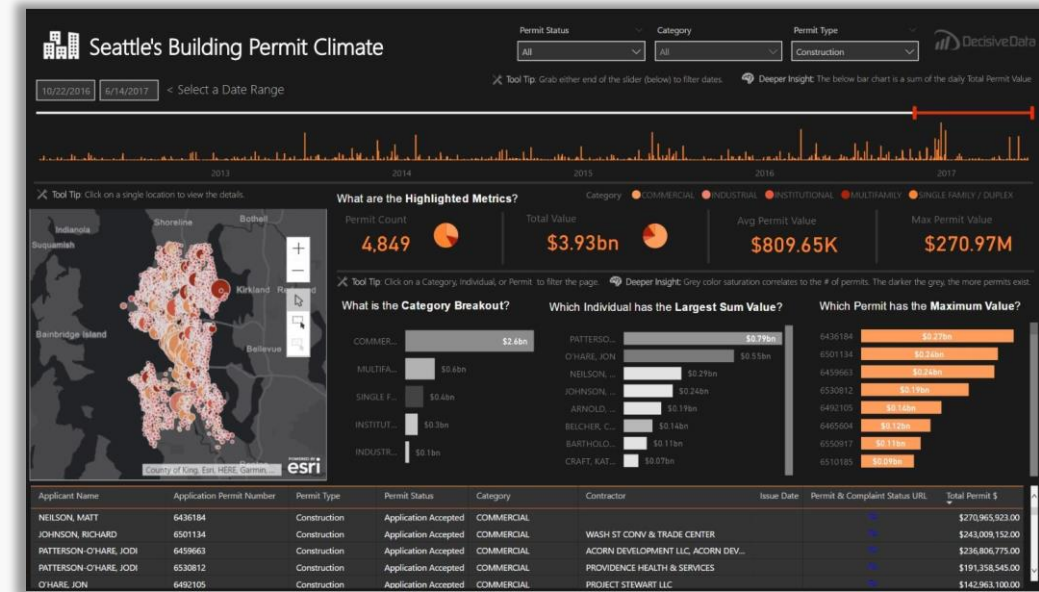 Seattle's Building Permit Climate
Permit Status
Category
Permit Type
All
All
Construction
DecisiveData
10/22/2016 6/14/2017 < Select a Date Range
Tool Tip: Grab either end of the slider (below) to filter dates.
Deeper Insight: The below bar chart is a sum of the daily Total Permit Value
2013 2014 2015 2016 2017
Tool Tip: Click on a single location to view the details.
What are the Highlighted Metrics?
Category COMMERCIAL INDUSTRIAL INSTITUTIONAL MULTIFAMILY SINGLE FAMILY / DUPLEX
Permit Count
4,849
Total Value
$3.93bn
Avg Permit Value
$809.65K
Max Permit Value
$270.97M
Indianola
Suquamish
Shoreline
Bothell
Kirkland
Bainbridge Island
Bellevue
County of King, Esri, HERE, Garmin, ...
POWERED BY
esri
Tool Tip: Click on a Category, Individual, or Permit to filter the page.
Deeper Insight: Grey color saturation correlates to the # of permits. The darker the grey, the more permits exist.
What is the Category Breakout?
COMMER... $2.6bn
MULTIFA... $0.6bn
SINGLE F... $0.4bn
INSTITUT... $0.3bn
INDUSTR... $0.1bn
Which Individual has the Largest Sum Value?
PATTERSO... $0.79bn
O'HARE, JON $0.55bn
NEILSON, ... $0.29bn
JOHNSON, ... $0.24bn
ARNOLD, ... $0.19bn
BELCHER, C... $0.14bn
BARTHOLO... $0.11bn
CRAFT, KAT... $0.07bn
Which Permit has the Maximum Value?
6436184 $0.27bn
6501134 $0.24bn
6459663 $0.24bn
6530812 $0.19bn
6492105 $0.14bn
6465604 $0.12bn
6550917 $0.11bn
6510185 $0.09bn
Applicant Name Application Permit Number Permit Type Permit Status Category Contractor Issue Date Permit & Complaint Status URL Total Permit $
NEILSON, MATT 6436184 Construction Application Accepted COMMERCIAL $270,965,923.00
JOHNSON, RICHARD 6501134 Construction Application Accepted COMMERCIAL WASH ST CONV & TRADE CENTER $243,009,152.00
PATTERSON-O'HARE, JODI 6459663 Construction Application Accepted COMMERCIAL ACORN DEVELOPMENT LLC, ACORN DEV... $236,806,775.00
PATTERSON-O'HARE, JODI 6530812 Construction Application Accepted COMMERCIAL PROVIDENCE HEALTH & SERVICES $191,358,545.00
O'HARE, JON 6492105 Construction Application Accepted COMMERCIAL PROJECT STEWART LLC $142,963,100.00